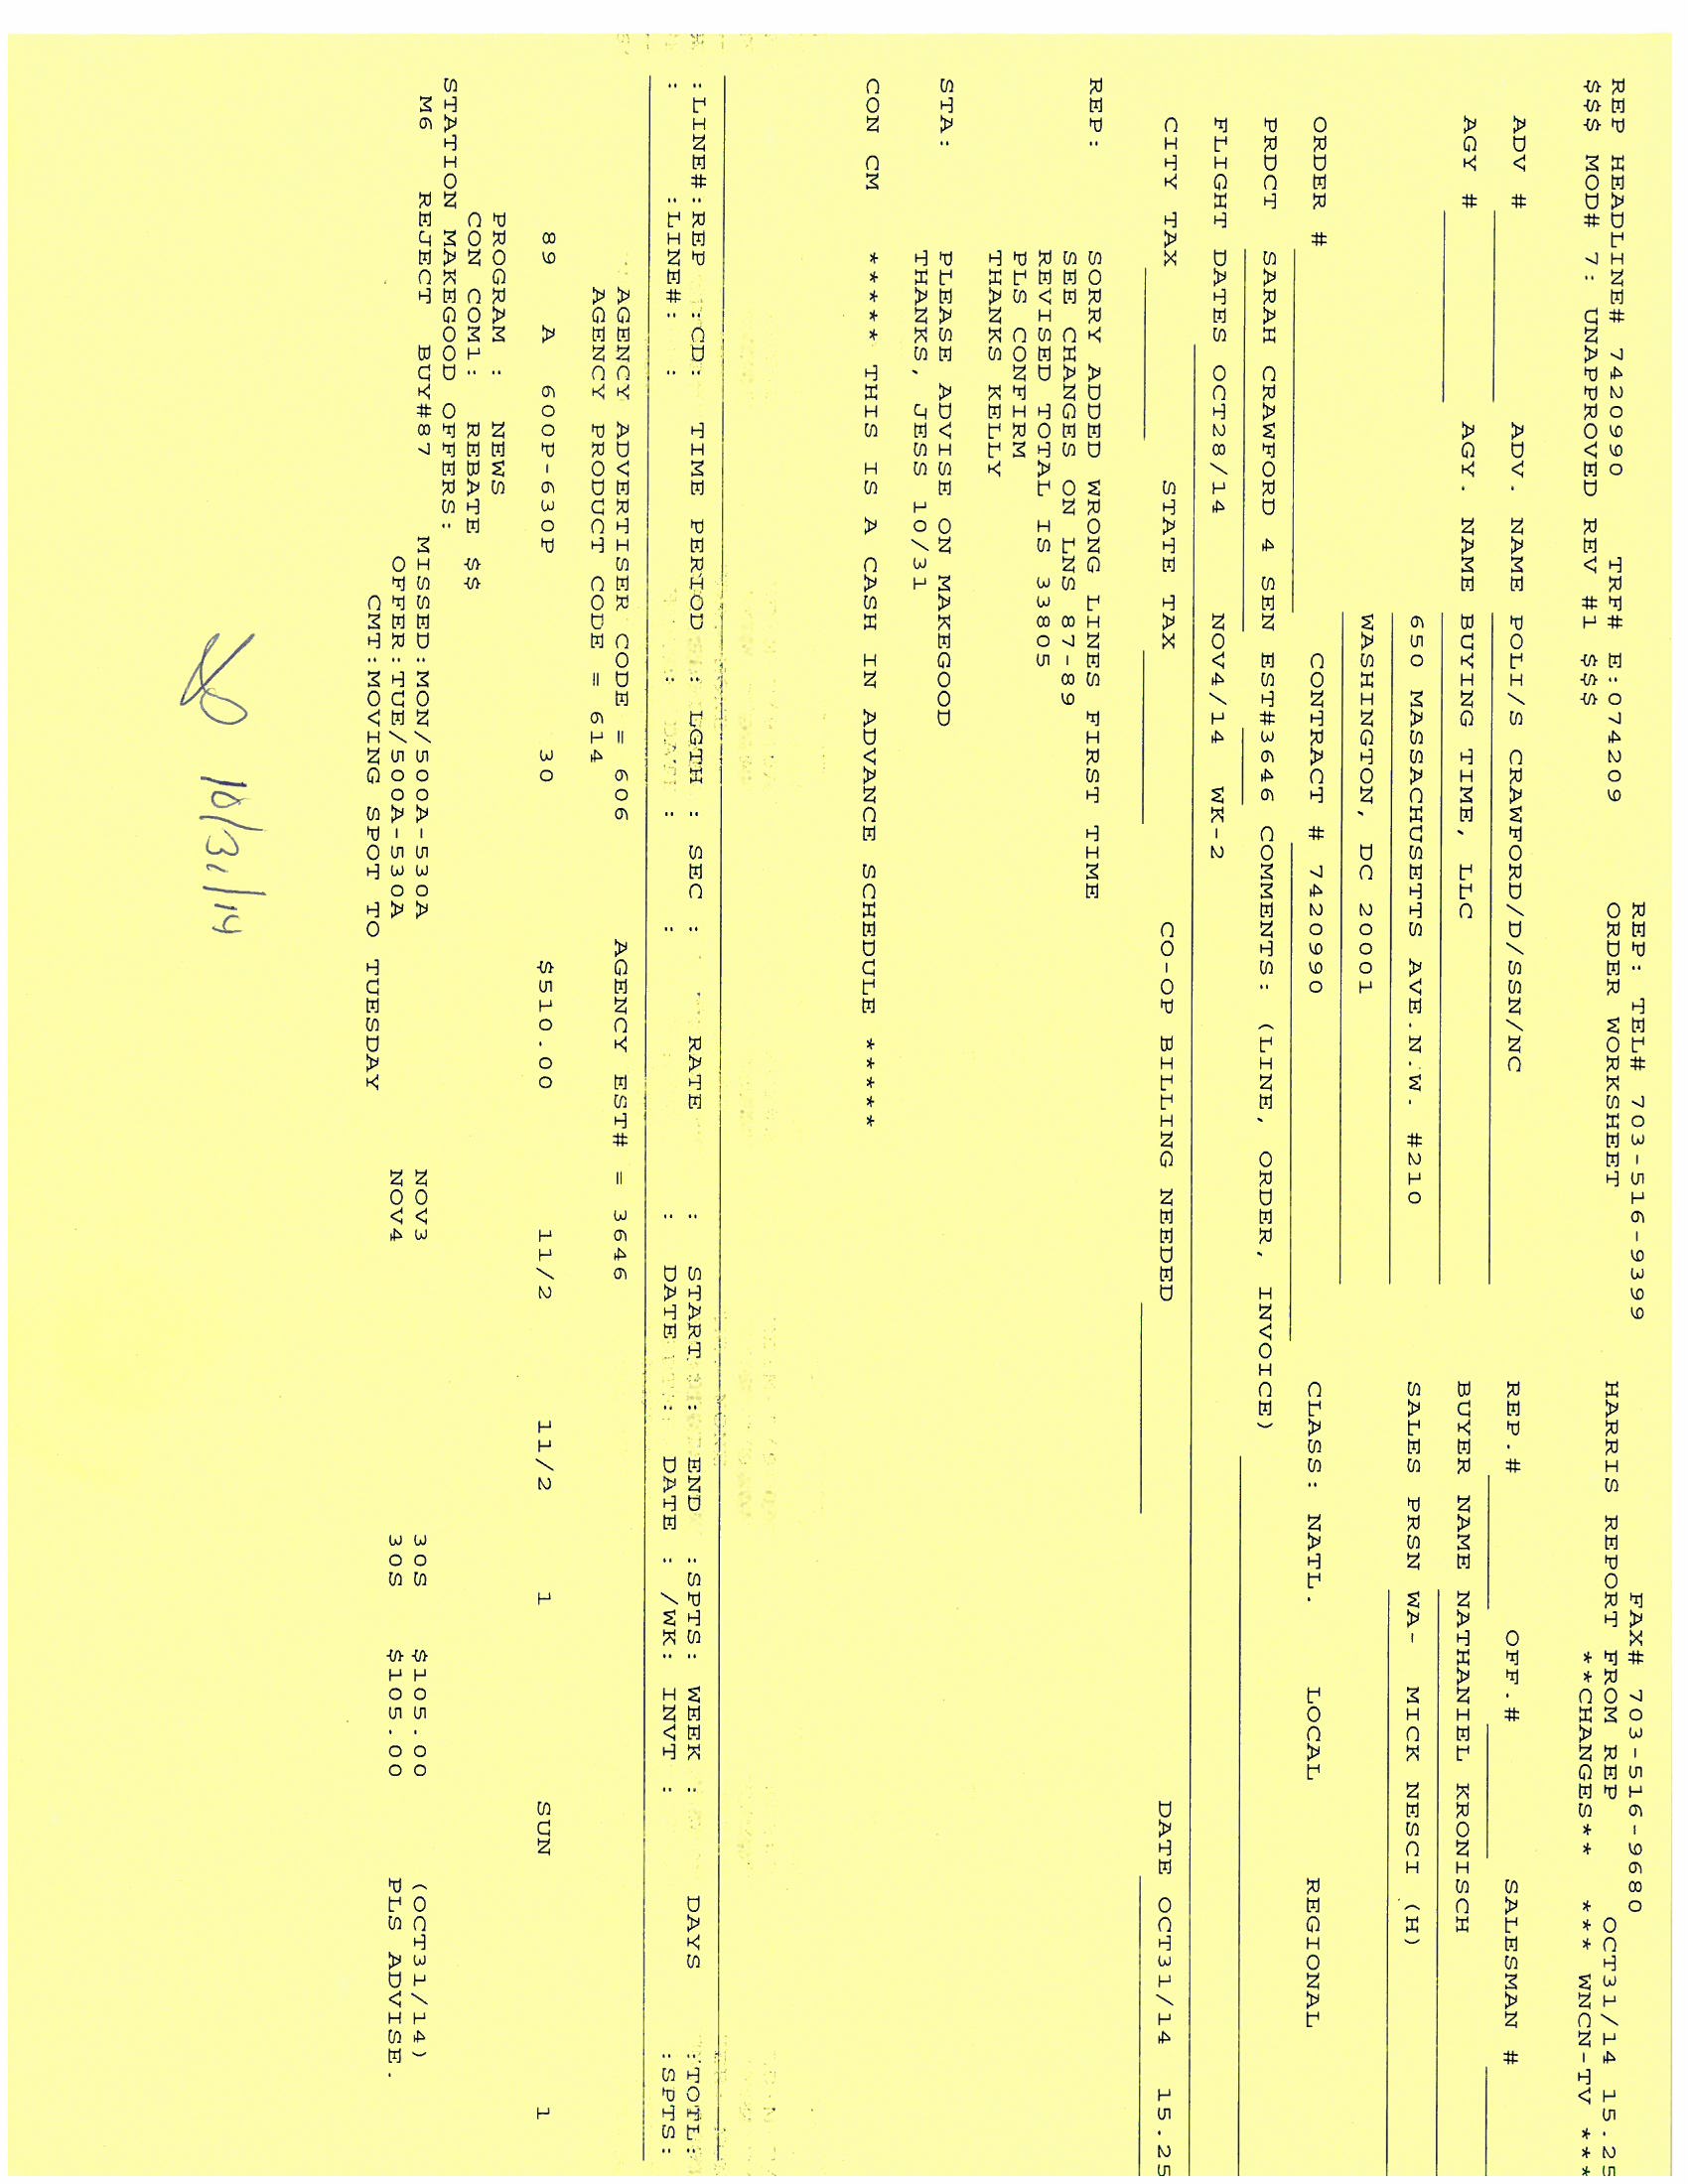 REP: TEL# 703-516-9399 FAX# 703-516-9680
REP HEADLINE# 7420990 TRF# E:074209 ORDER WORKSHEET HARRIS REPORT FROM REP OCT31/14 15.25
$$$ MOD# 7: UNAPPROVED REV #1 $$$ **CHANGES** *** WNCN-TV ***
ADV # ADV. NAME POLI/S CRAWFORD/D/SSN/NC REP.# OFF.# SALESMAN #
AGY # AGY. NAME BUYING TIME, LLC BUYER NAME NATHANIEL KRONISCH
650 MASSACHUSETTS AVE.N.W. #210 SALES PRSN WA- MICK NESCI (H)
WASHINGTON, DC 20001
ORDER # CONTRACT # 7420990 CLASS: NATL. LOCAL REGIONAL
PRDCT SARAH CRAWFORD 4 SEN EST#3646 COMMENTS: (LINE, ORDER, INVOICE)
FLIGHT DATES OCT28/14 NOV4/14 WK-2
CITY TAX STATE TAX CO-OP BILLING NEEDED DATE OCT31/14 15.25
REP: SORRY ADDED WRONG LINES FIRST TIME
SEE CHANGES ON LNS 87-89
REVISED TOTAL IS 33805
PLS CONFIRM
THANKS KELLY
STA: PLEASE ADVISE ON MAKEGOOD
THANKS, JESS 10/31
CON CM ***** THIS IS A CASH IN ADVANCE SCHEDULE *****
:LINE#:REP :CD: TIME PERIOD : LGTH : SEC : RATE : START : END :SPTS: WEEK : DAYS :TOTL:
: :LINE#: : : : : DATE : DATE : /WK: INVT : :SPTS:
AGENCY ADVERTISER CODE = 606 AGENCY EST# = 3646
AGENCY PRODUCT CODE = 614
89 A 600P-630P 30 $510.00 11/2 11/2 1 SUN 1
PROGRAM : NEWS
CON COM1: REBATE $$
STATION MAKEGOOD OFFERS:
M6 REJECT BUY#87 MISSED:MON/500A-530A NOV3 30S $105.00 (OCT31/14)
OFFER:TUE/500A-530A NOV4 30S $105.00 PLS ADVISE.
CMT:MOVING SPOT TO TUESDAY
10/31/14